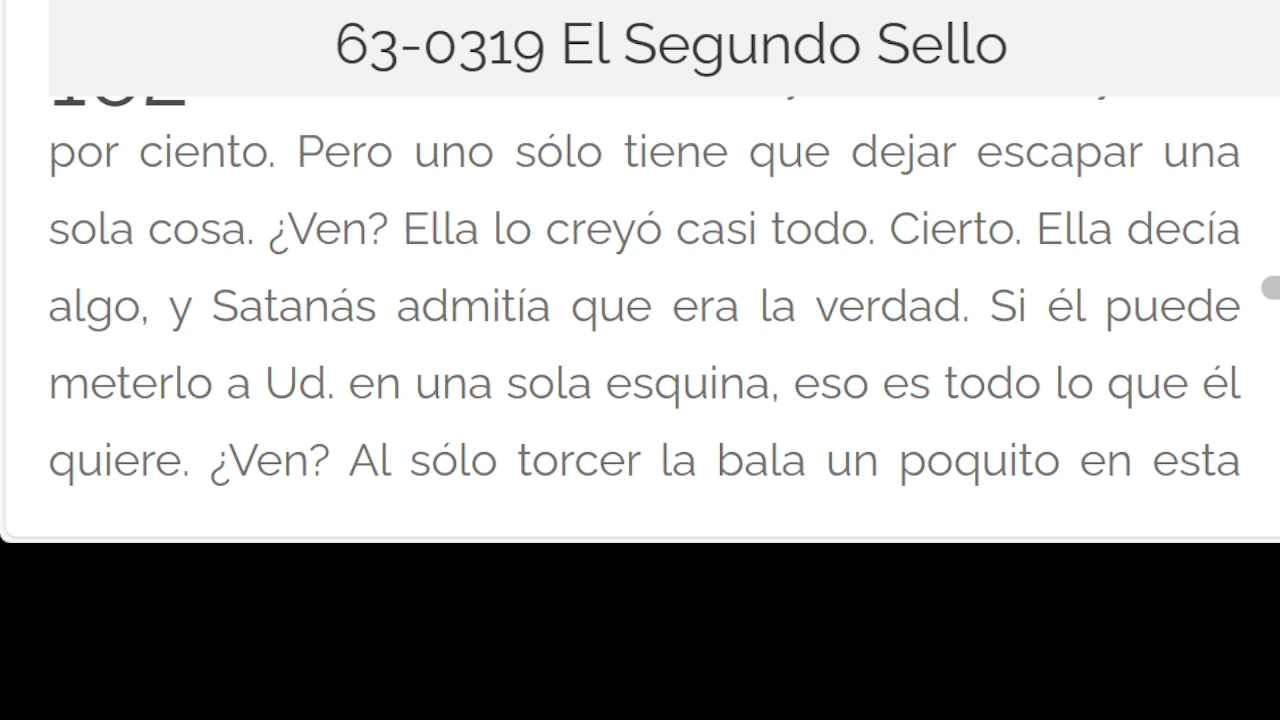 63-0319 El Segundo Sello
por ciento. Pero uno sólo tiene que dejar escapar una
sola cosa. ¿Ven? Ella lo creyó casi todo. Cierto. Ella decía
algo, y Satanás admitía que era la verdad. Si él puede
meterlo a Ud. en una sola esquina, eso es todo lo que él
quiere. ¿Ven? Al sólo torcer la bala un poquito en esta